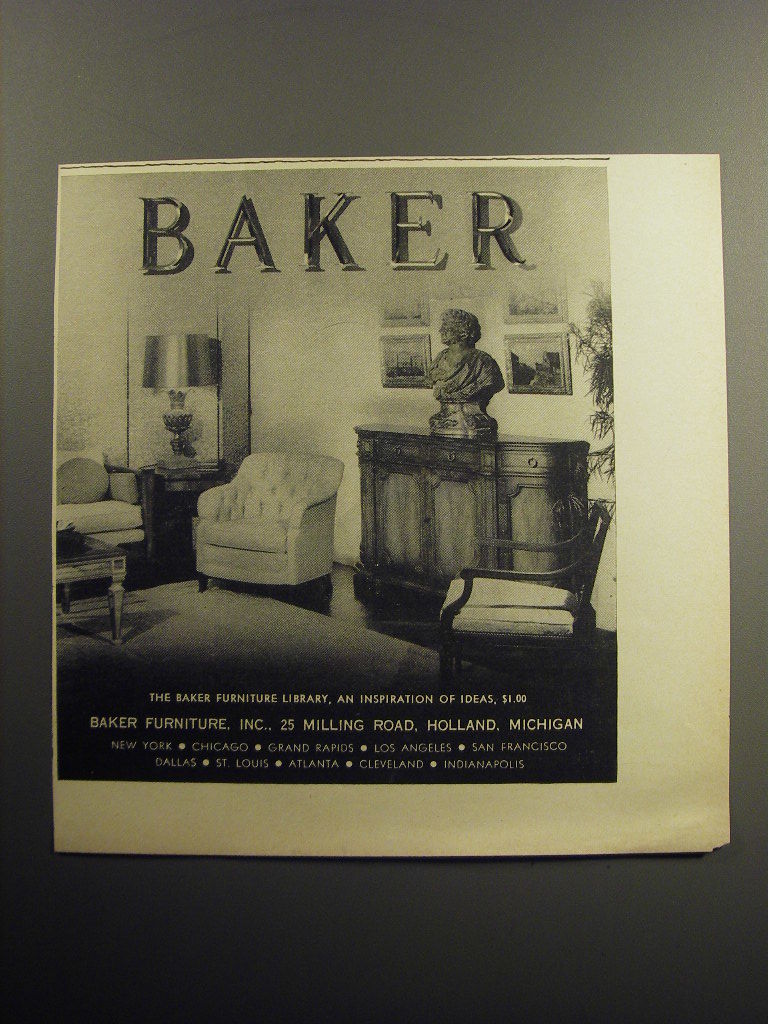 BAKER
THE BAKER FURNITURE LIBRARY, AN INSPIRATION OF IDEAS, $1.00
BAKER FURNITURE, INC., 25 MILLING ROAD, HOLLAND, MICHIGAN
NEW YORK ● CHICAGO ● GRAND RAPIDS ● LOS ANGELES ● SAN FRANCISCO
DALLAS ● ST. LOUIS ● ATLANTA ● CLEVELAND ● INDIANAPOLIS